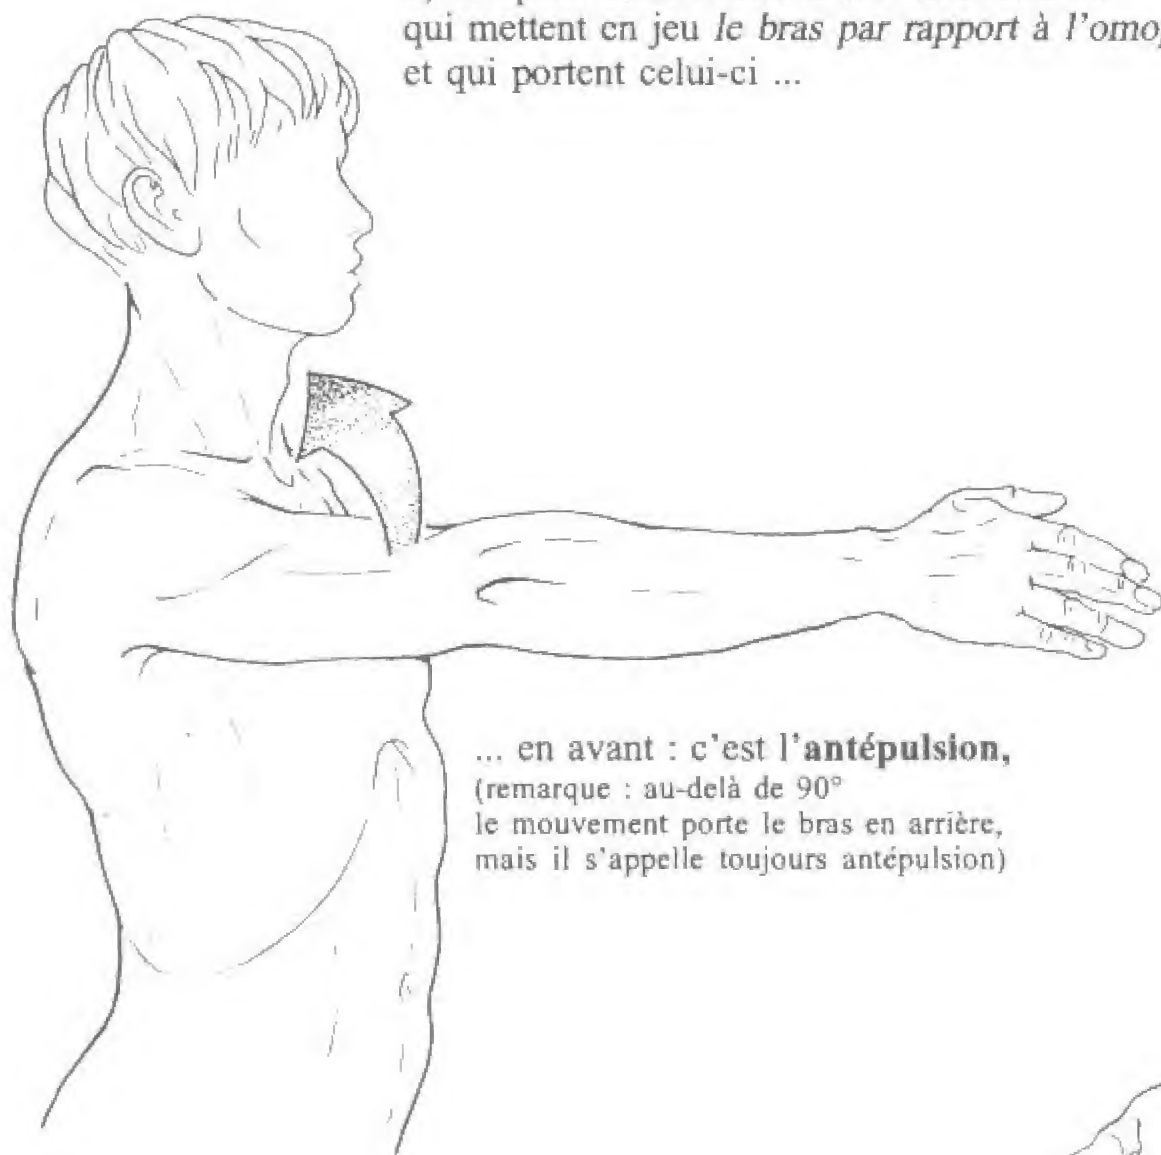 qui mettent en jeu le bras par rapport à l'omo
et qui portent celui-ci ...
... en avant : c'est l'antépulsion,
(remarque : au-delà de 90°
le mouvement porte le bras en arrière,
mais il s'appelle toujours antépulsion)